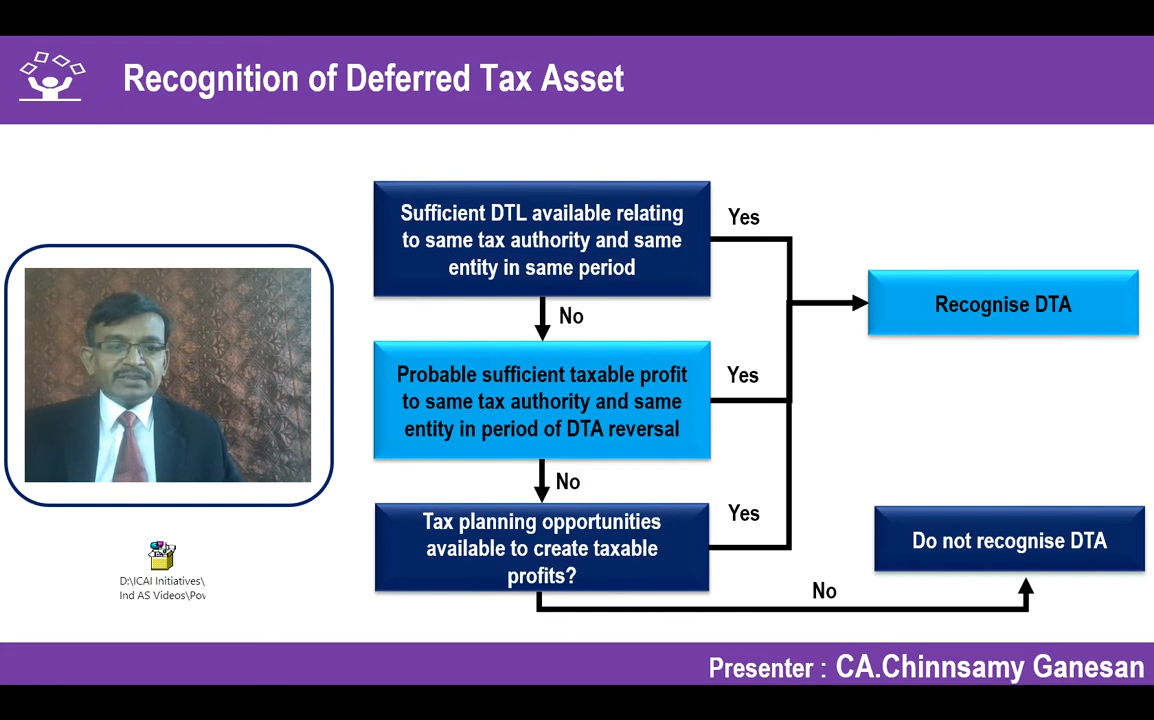 Recognition of Deferred Tax Asset
Sufficient DTL available relating
to same tax authority and same
entity in same period
Yes
No
Recognise DTA
Probable sufficient taxable profit
to same tax authority and same
entity in period of DTA reversal
Yes
No
Tax planning opportunities
available to create taxable
profits?
Yes
No
Do not recognise DTA
D:\ICAI Initiatives\
Ind AS Videos\Pow
Presenter : CA.Chinnsamy Ganesan